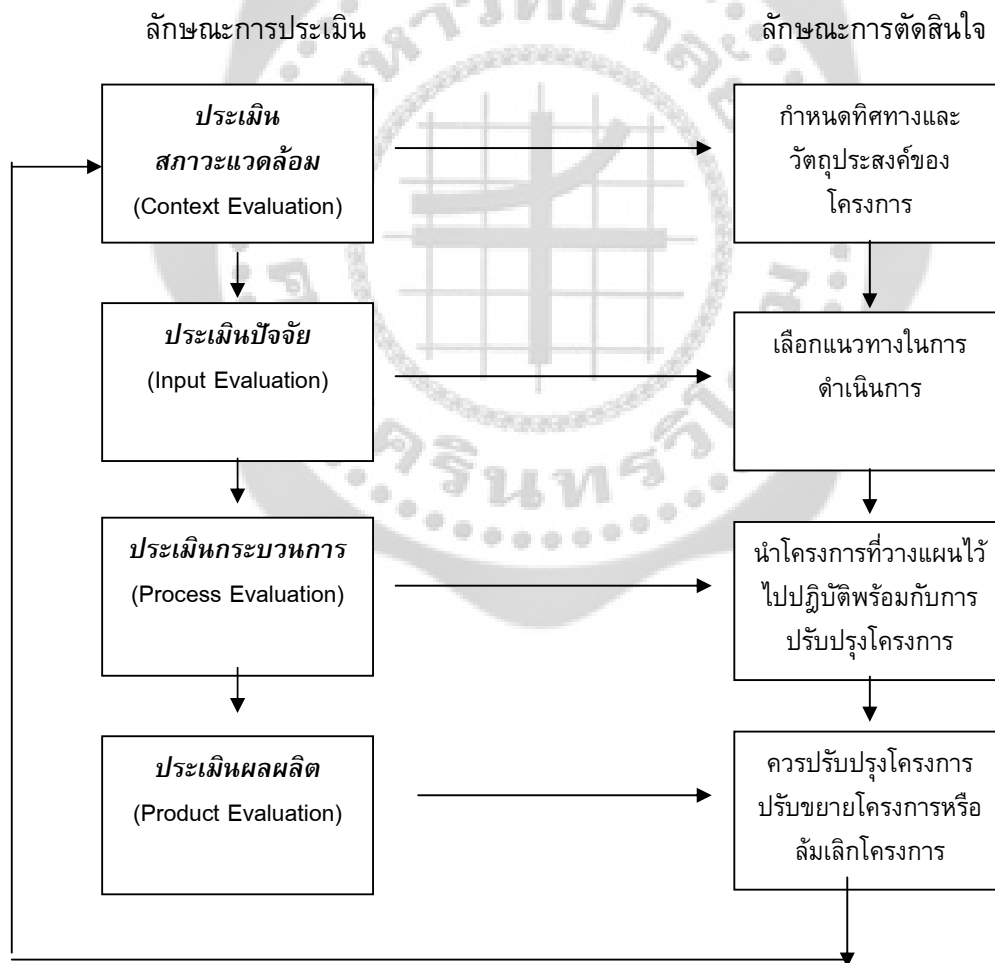 ลักษณะการประเมิน
ลักษณะการตัดสินใจ
ประเมิน
สภาวะแวดล้อม
(Context Evaluation)
กำหนดทิศทางและ
วัตถุประสงค์ของ
โครงการ
ประเมินปัจจัย
(Input Evaluation)
เลือกแนวทางในการ
ดำเนินการ
ประเมินกระบวนการ
(Process Evaluation)
นำโครงการที่วางแผนไว้
ไปปฎิบัติพร้อมกับการ
ปรับปรุงโครงการ
ประเมินผลผลิต
(Product Evaluation)
ควรปรับปรุงโครงการ
ปรับขยายโครงการหรือ
ล้มเลิกโครงการ